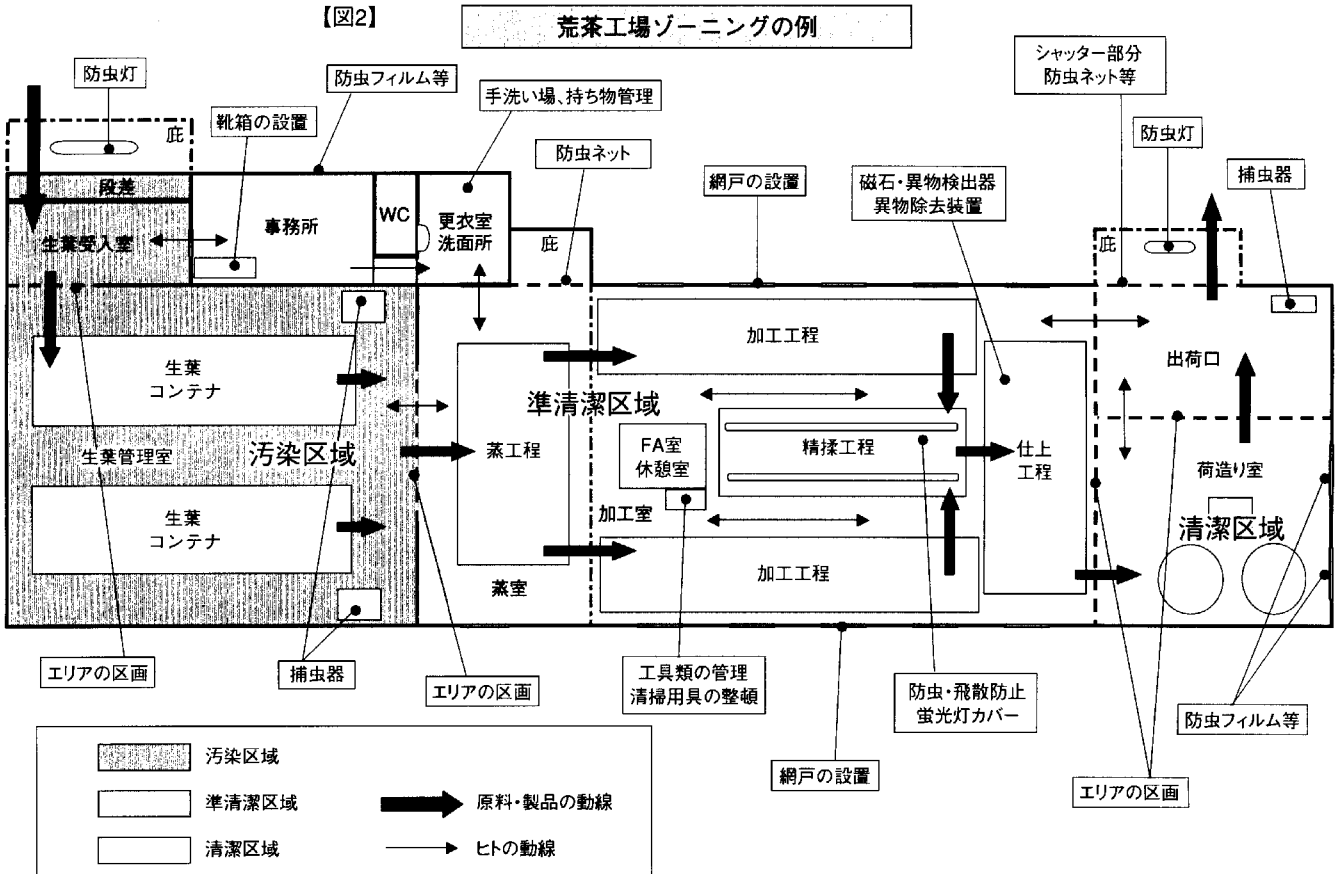 【図2】
荒茶工場ゾーニングの例
防虫灯
防虫フィルム等
手洗い場、持ち物管理
シャッター部分
防虫ネット等
靴箱の設置
庇
防虫ネット
網戸の設置
磁石・異物検出器
異物除去装置
防虫灯
捕虫器
段差
生葉受入室
事務所
WC
更衣室
洗面所
庇
庇
生葉
コンテナ
加工工程
出荷口
生葉管理室
汚染区域
蒸工程
準清潔区域
FA室
休憩室
精揉工程
仕上
工程
荷造り室
生葉
コンテナ
加工室
清潔区域
加工工程
蒸室
エリアの区画
捕虫器
エリアの区画
工具類の管理
清掃用具の整頓
防虫・飛散防止
蛍光灯カバー
防虫フィルム等
網戸の設置
エリアの区画
汚染区域
準清潔区域
原料・製品の動線
清潔区域
ヒトの動線